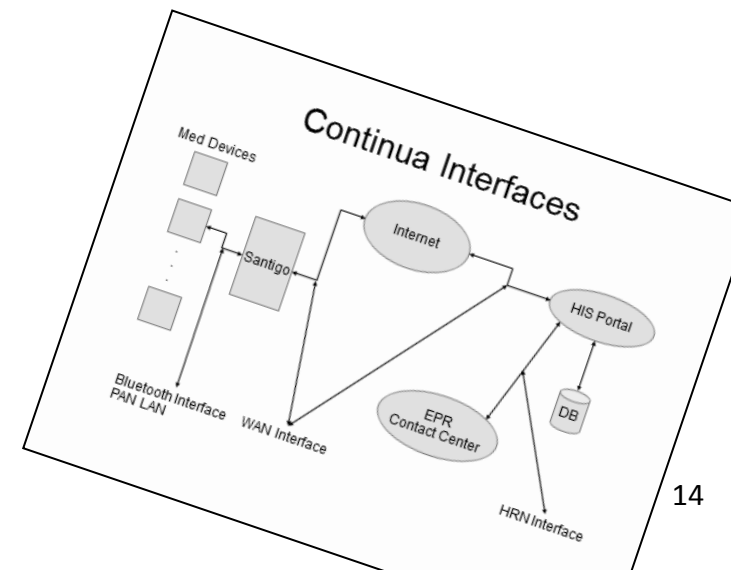 Continua Interfaces
Med Devices
Internet
Santigo
HIS Portal
Bluetooth Interface
PAN LAN
WAN Interface
EPR
Contact Center
DB
HRN Interface
14